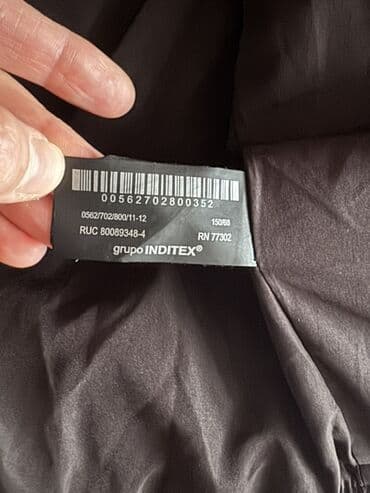 00562702800352
0562/702/800/11-12 150/68
RUC 80089348-4 RN 77302
grupo INDITEX®